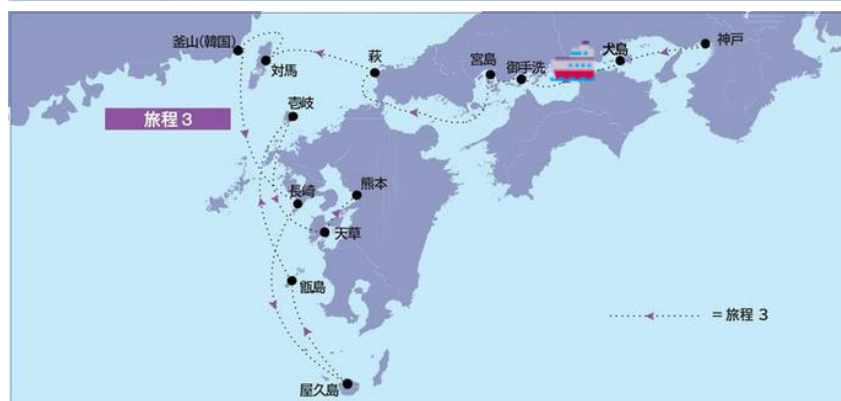 釜山(韓国)
対馬
萩
宮島
御手洗
犬島
神戸
壱岐
旅程 3
長崎
熊本
天草
甑島
= 旅程 3
屋久島